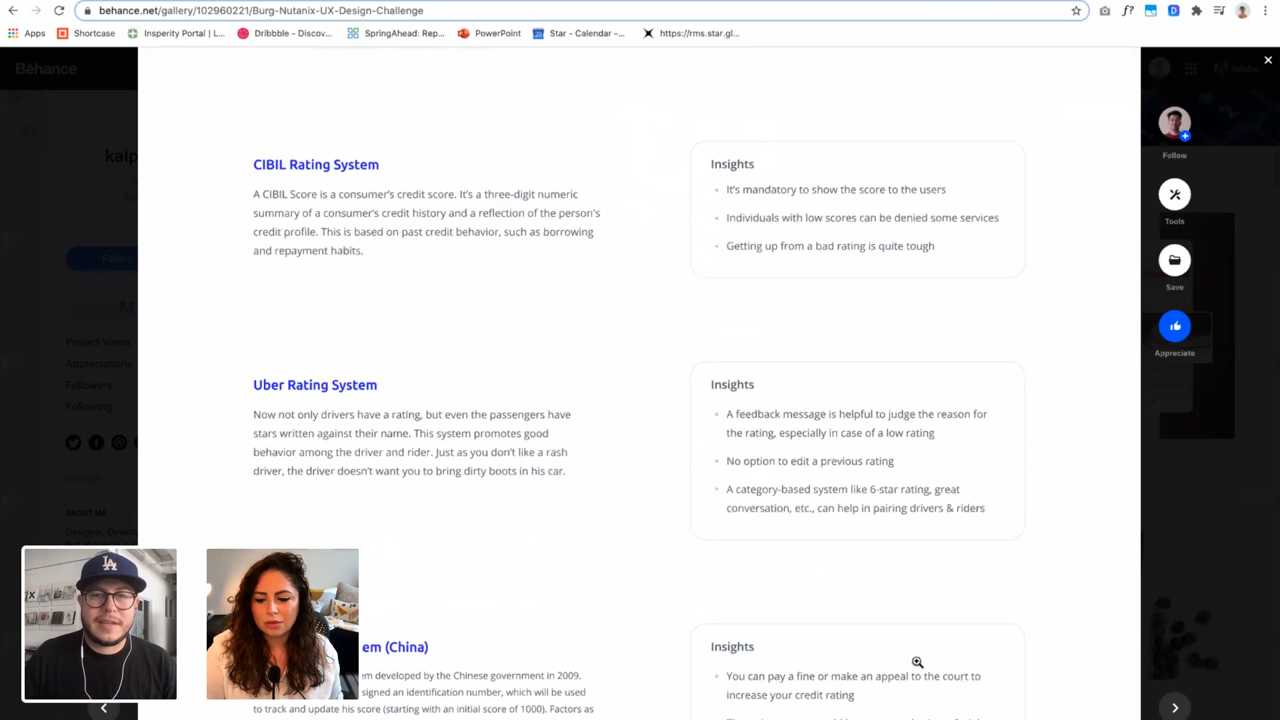 behance.net/gallery/102960221/Burg-Nutanix-UX-Design-Challenge
Apps
Shortcase
Insperity Portal | L...
Dribbble - Discov...
SpringAhead: Rep...
PowerPoint
Star - Calendar -...
https://rms.star.gl...
Bēhance
Adobe
kalp
Follow
Tools
Save
Appreciate
Project Views
Appreciations
Followers
Following
ABOUT ME
CIBIL Rating System
A CIBIL Score is a consumer's credit score. It's a three-digit numeric
summary of a consumer's credit history and a reflection of the person's
credit profile. This is based on past credit behavior, such as borrowing
and repayment habits.
Insights
It's mandatory to show the score to the users
Individuals with low scores can be denied some services
Getting up from a bad rating is quite tough
Uber Rating System
Now not only drivers have a rating, but even the passengers have
stars written against their name. This system promotes good
behavior among the driver and rider. Just as you don't like a rash
driver, the driver doesn't want you to bring dirty boots in his car.
Insights
A feedback message is helpful to judge the reason for
the rating, especially in case of a low rating
No option to edit a previous rating
A category-based system like 6-star rating, great
conversation, etc., can help in pairing drivers & riders
em (China)
em developed by the Chinese government in 2009.
signed an identification number, which will be used
to track and update his score (starting with an initial score of 1000). Factors as
Insights
You can pay a fine or make an appeal to the court to
increase your credit rating
LA